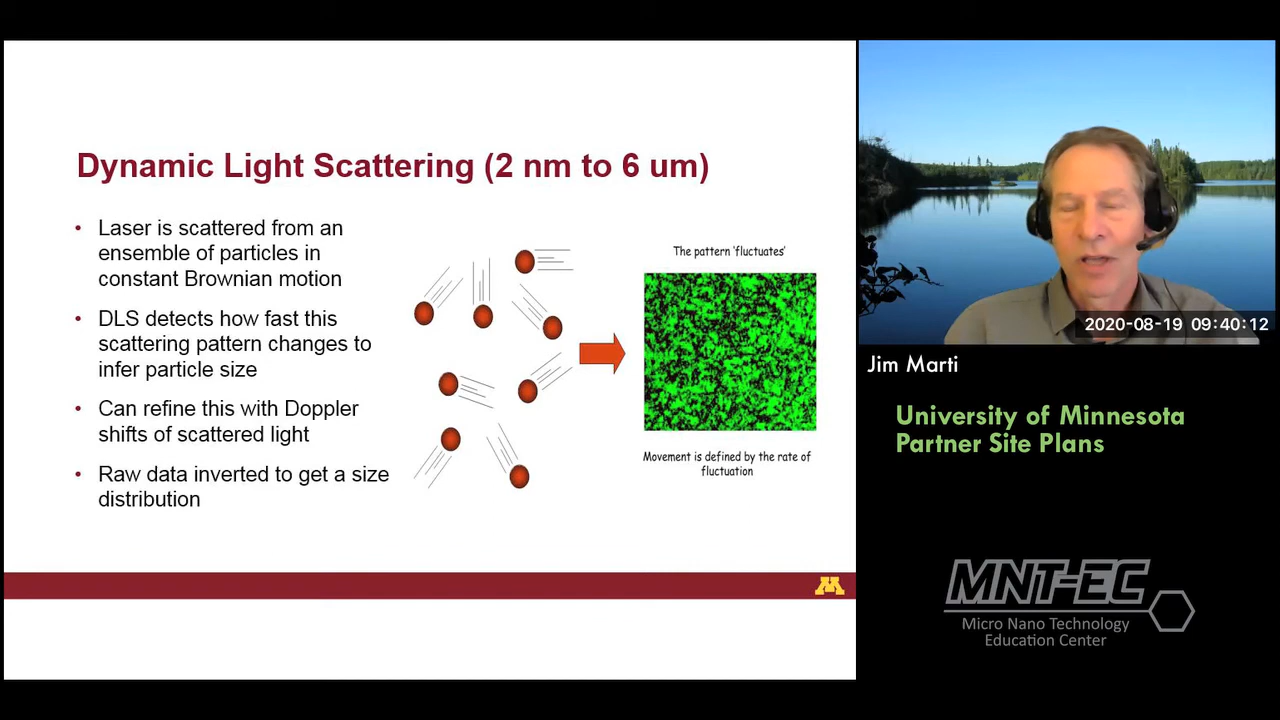 Dynamic Light Scattering (2 nm to 6 um)
• Laser is scattered from an
ensemble of particles in
constant Brownian motion
• DLS detects how fast this
scattering pattern changes to
infer particle size
• Can refine this with Doppler
shifts of scattered light
• Raw data inverted to get a size
distribution
The pattern 'fluctuates'
Movement is defined by the rate of
fluctuation
M
2020-08-19 09:40:12
Jim Marti
University of Minnesota
Partner Site Plans
MNT-EC
Micro Nano Technology
Education Center